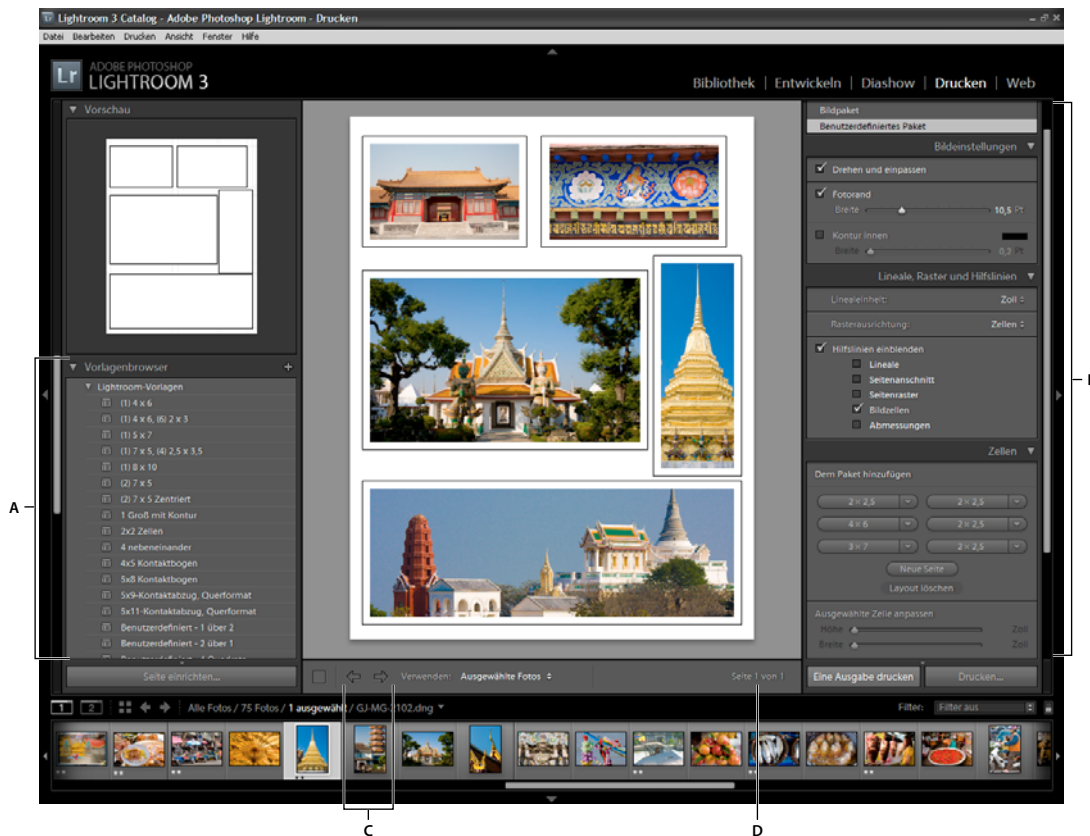 Lightroom 3 Catalog - Adobe Photoshop Lightroom - Drucken
Datei Bearbeiten Drucken Ansicht Fenster Hilfe
Lr
ADOBE PHOTOSHOP
LIGHTROOM 3
Bibliothek | Entwickeln | Diashow | Drucken | Web
Vorschau
Vorlagenbrowser +
Lightroom-Vorlagen
(1) 4 x 6
(1) 4 x 6, (6) 2 x 3
(1) 5 x 7
(1) 7 x 5, (4) 2,5 x 3,5
(1) 8 x 10
(2) 7 x 5
(2) 7 x 5 Zentriert
1 Groß mit Kontur
2x2 Zellen
4 nebeneinander
4x5 Kontaktbogen
5x8 Kontaktbogen
5x9-Kontaktabzug, Querformat
5x11-Kontaktabzug, Querformat
Benutzerdefiniert - 1 über 2
Benutzerdefiniert - 2 über 1
Seite einrichten...
A
Bildpaket
Benutzerdefiniertes Paket
Bildeinstellungen
Drehen und einpassen
Fotorand
Breite 10,5 Pt
Kontur innen
Breite 0,2 Pt
Lineale, Raster und Hilfslinien
Linealeinheit: Zoll
Rasterausrichtung: Zellen
Hilfslinien einblenden
Lineale
Seitenanschnitt
Seitenraster
Bildzellen
Abmessungen
Zellen
Dem Paket hinzufügen
2 × 2,5 2 × 2,5
4 × 6 2 × 2,5
3 × 7 2 × 2,5
Neue Seite
Layout löschen
Ausgewählte Zelle anpassen
Höhe Zoll
Breite Zoll
Eine Ausgabe drucken Drucken...
Verwenden: Ausgewählte Fotos Seite 1 von 1
1 2 Alle Fotos / 75 Fotos / 1 ausgewählt / GJ-MG-2102.dng
Filter: Filter aus
C
D